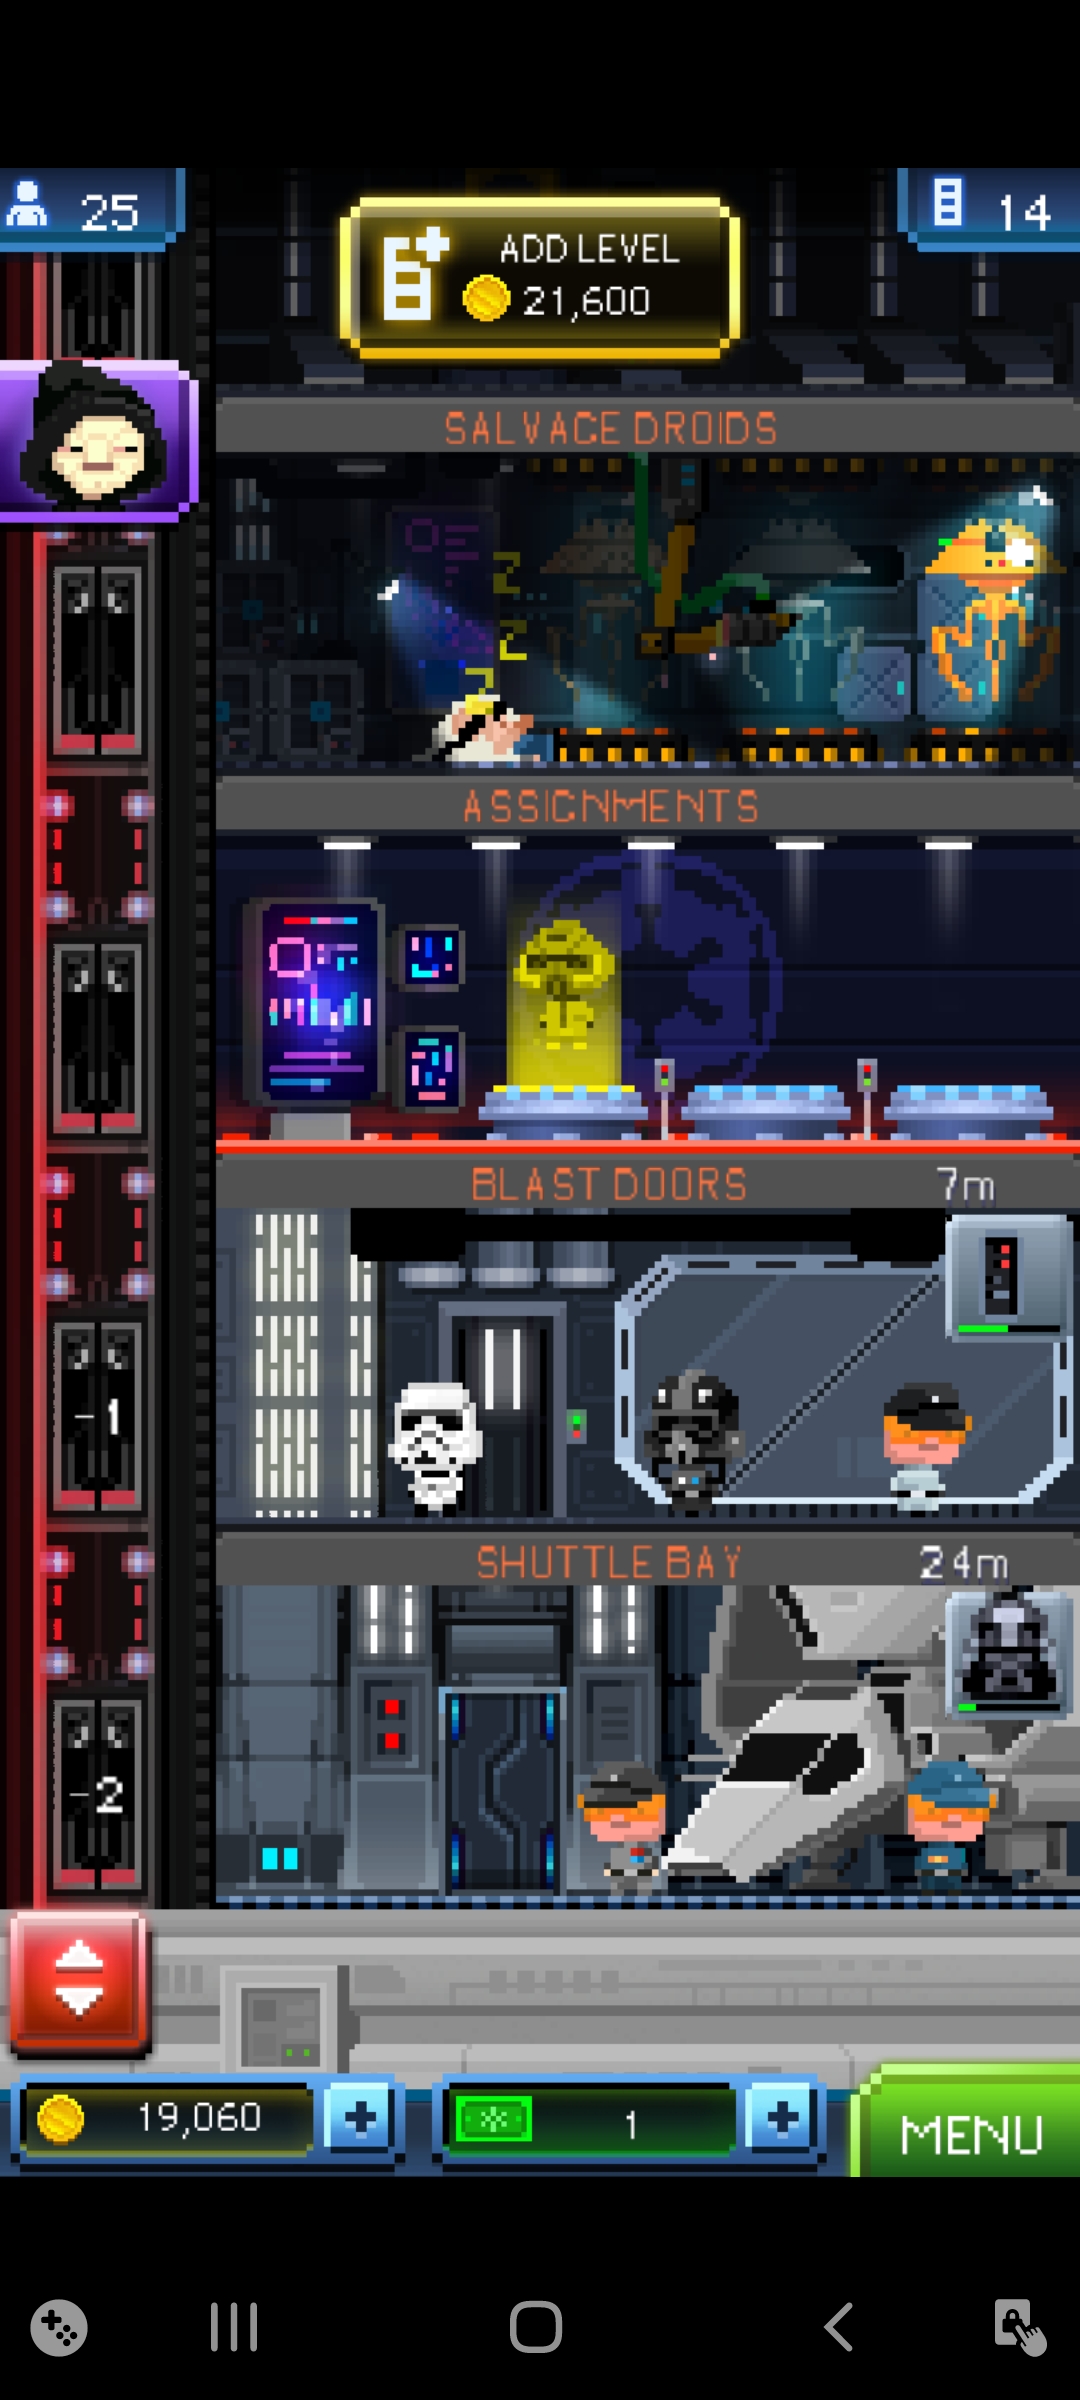 25
ADD LEVEL
21,600
14
SALVAGE DROIDS
Z
Z
Z
ASSIGNMENTS
BLAST DOORS
7m
-1
SHUTTLE BAY
24m
-2
19,060
1
MENU